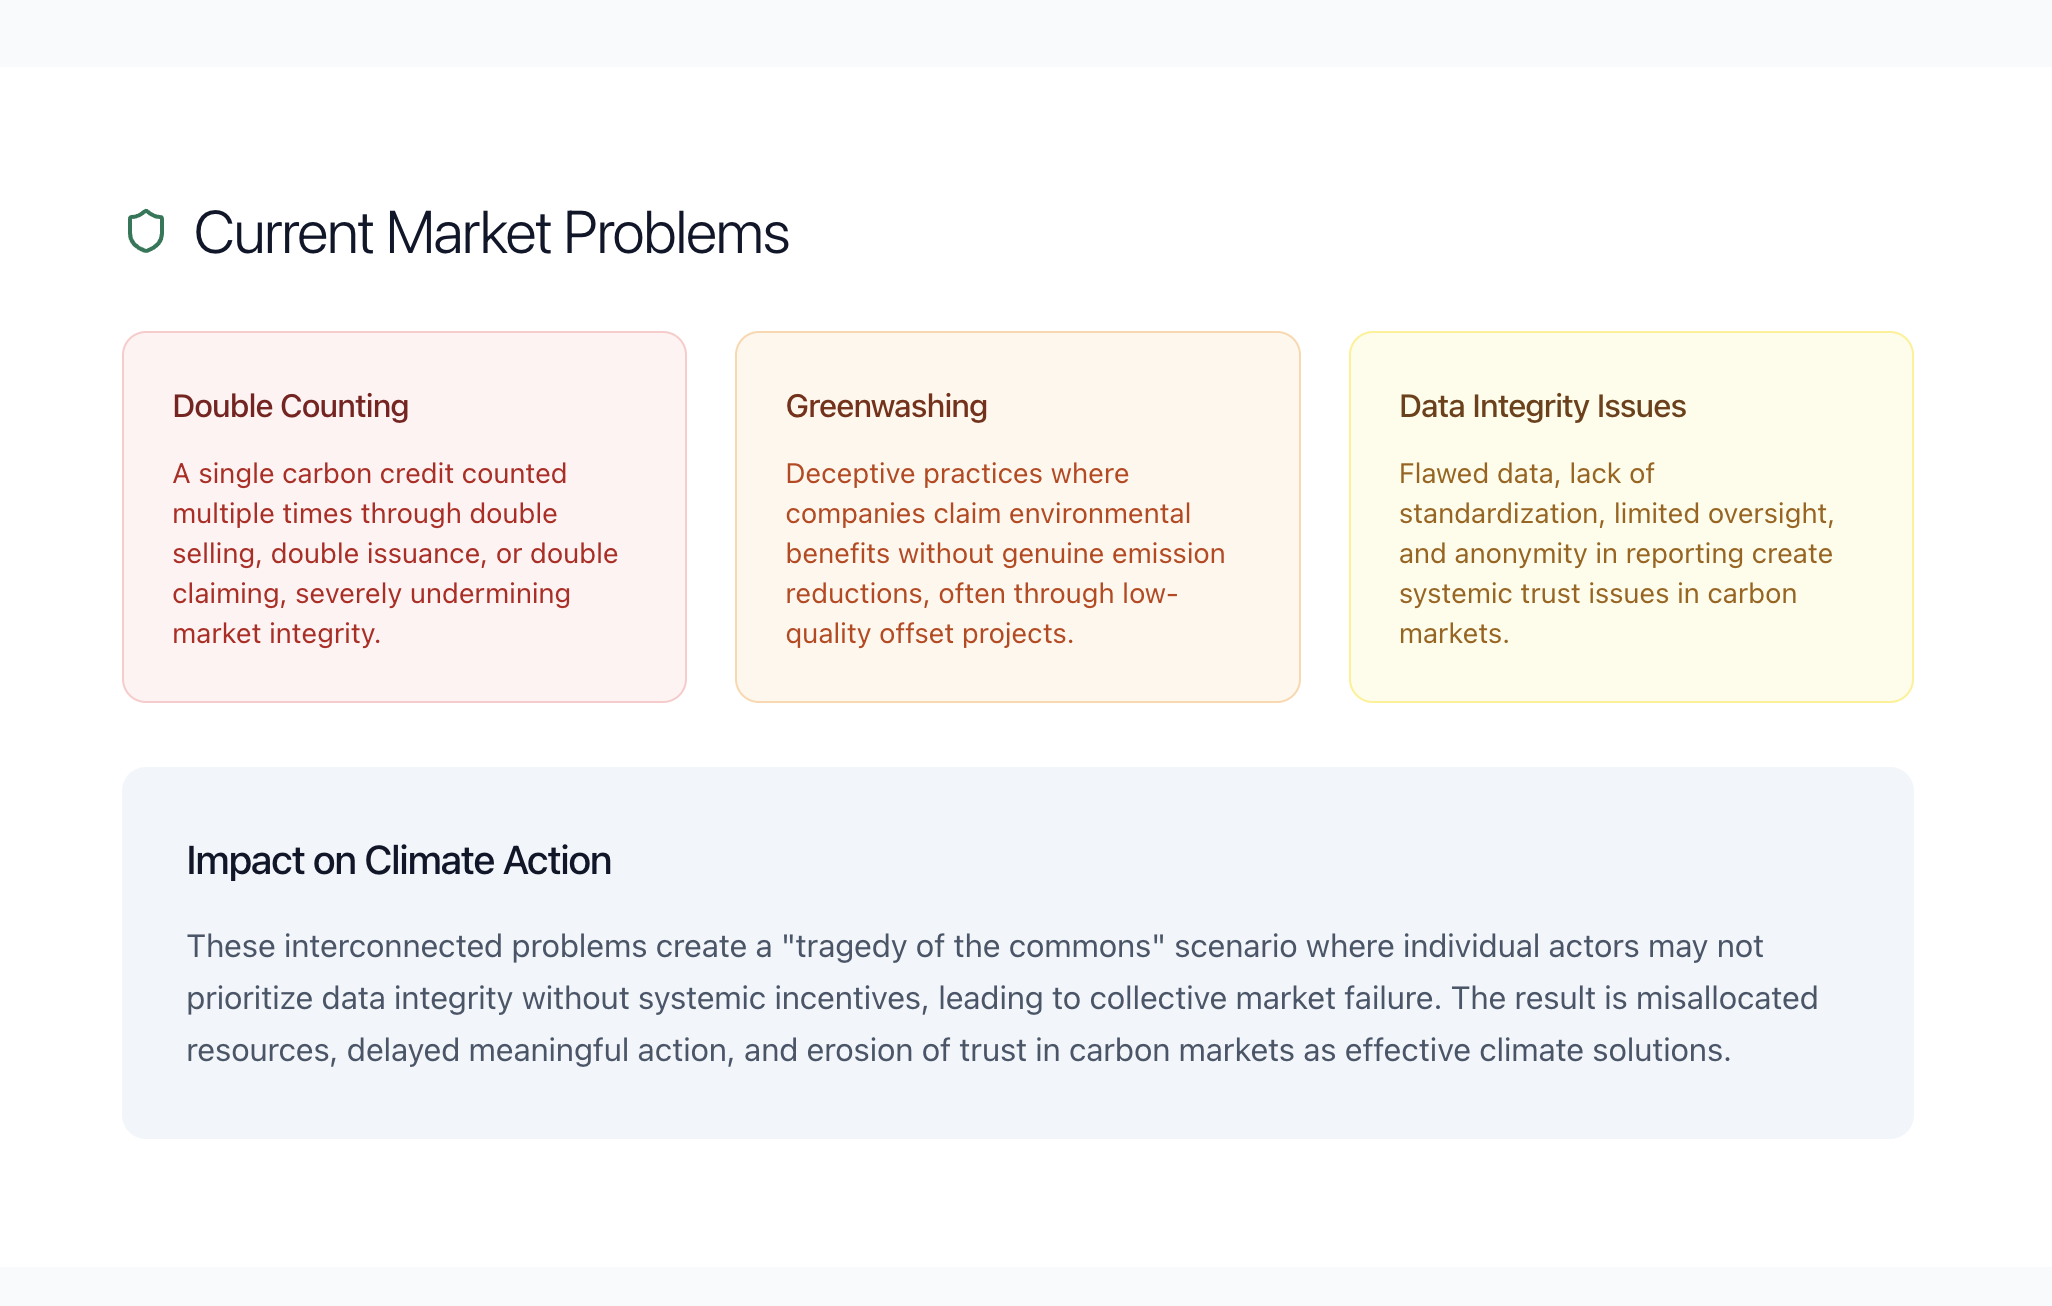 Current Market Problems
Double Counting
A single carbon credit counted
multiple times through double
selling, double issuance, or double
claiming, severely undermining
market integrity.
Greenwashing
Deceptive practices where
companies claim environmental
benefits without genuine emission
reductions, often through low-
quality offset projects.
Data Integrity Issues
Flawed data, lack of
standardization, limited oversight,
and anonymity in reporting create
systemic trust issues in carbon
markets.
Impact on Climate Action
These interconnected problems create a "tragedy of the commons" scenario where individual actors may not
prioritize data integrity without systemic incentives, leading to collective market failure. The result is misallocated
resources, delayed meaningful action, and erosion of trust in carbon markets as effective climate solutions.